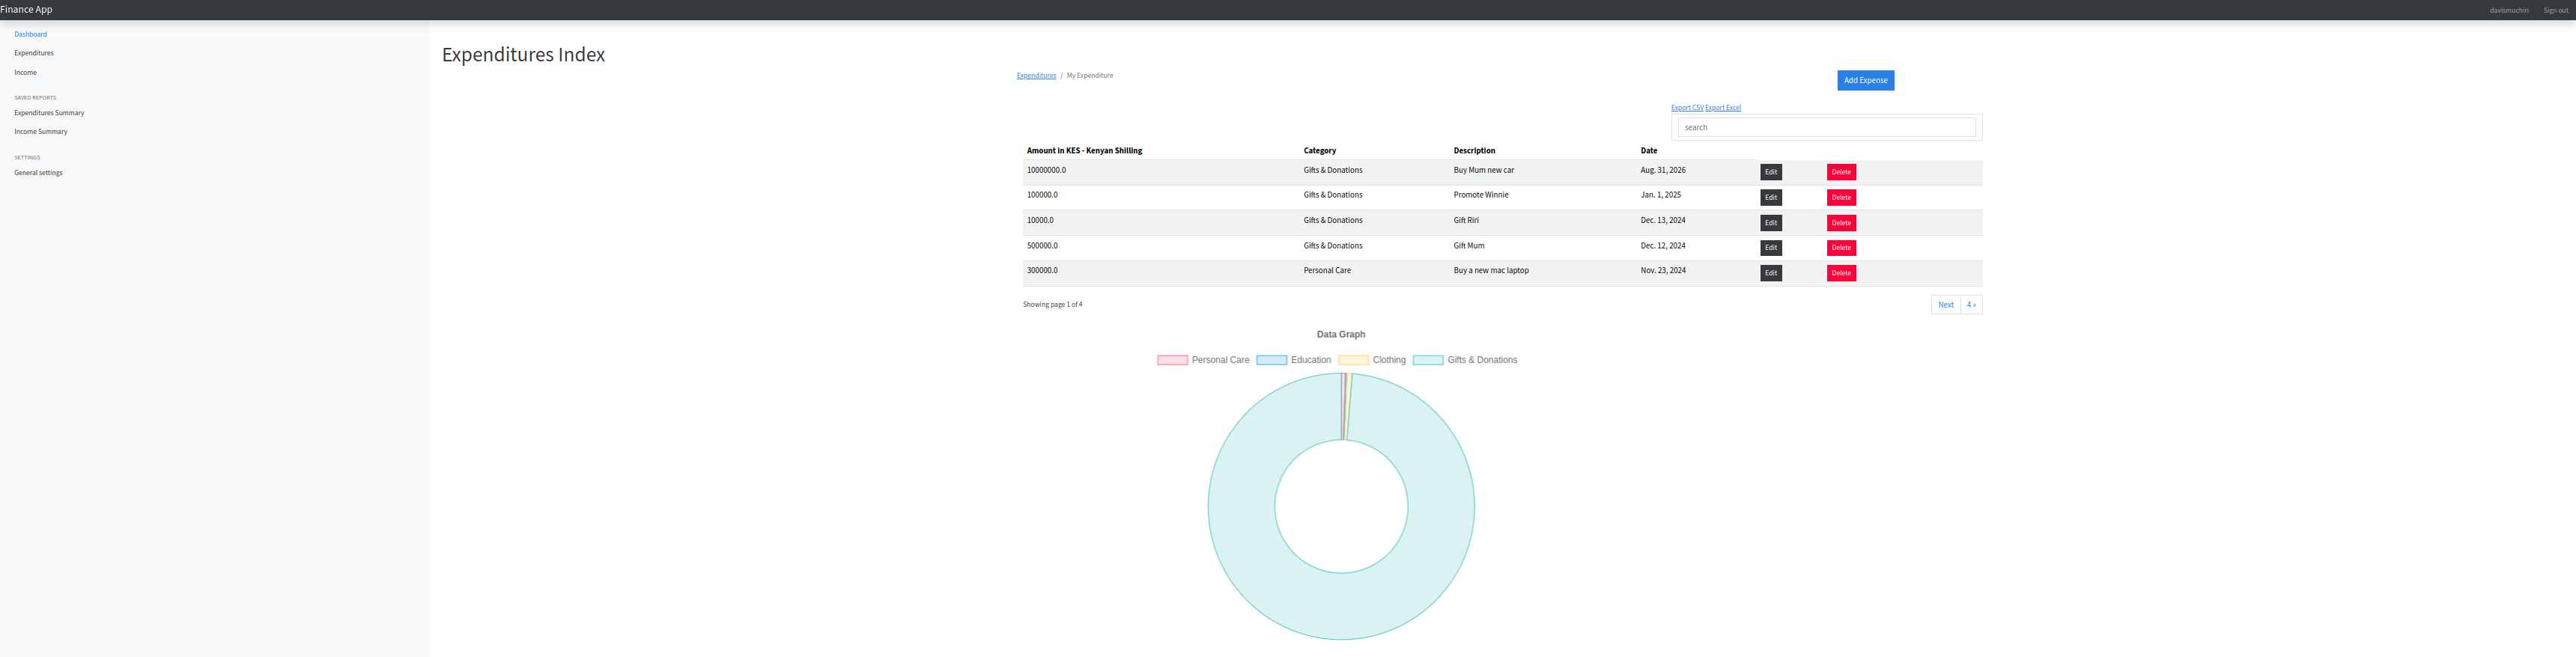 Finance App
davismuchiri Sign out
Dashboard
Expenditures
Income
SAVED REPORTS
Expenditures Summary
Income Summary
SETTINGS
General settings
Expenditures Index
Expenditures / My Expenditure
Add Expense
Export CSV Export Excel
search
Amount in KES - Kenyan Shilling Category Description Date
10000000.0 Gifts & Donations Buy Mum new car Aug. 31, 2026 Edit Delete
100000.0 Gifts & Donations Promote Winnie Jan. 1, 2025 Edit Delete
10000.0 Gifts & Donations Gift Riri Dec. 13, 2024 Edit Delete
500000.0 Gifts & Donations Gift Mum Dec. 12, 2024 Edit Delete
300000.0 Personal Care Buy a new mac laptop Nov. 23, 2024 Edit Delete
Showing page 1 of 4
Next 4 »
Data Graph
Personal Care Education Clothing Gifts & Donations